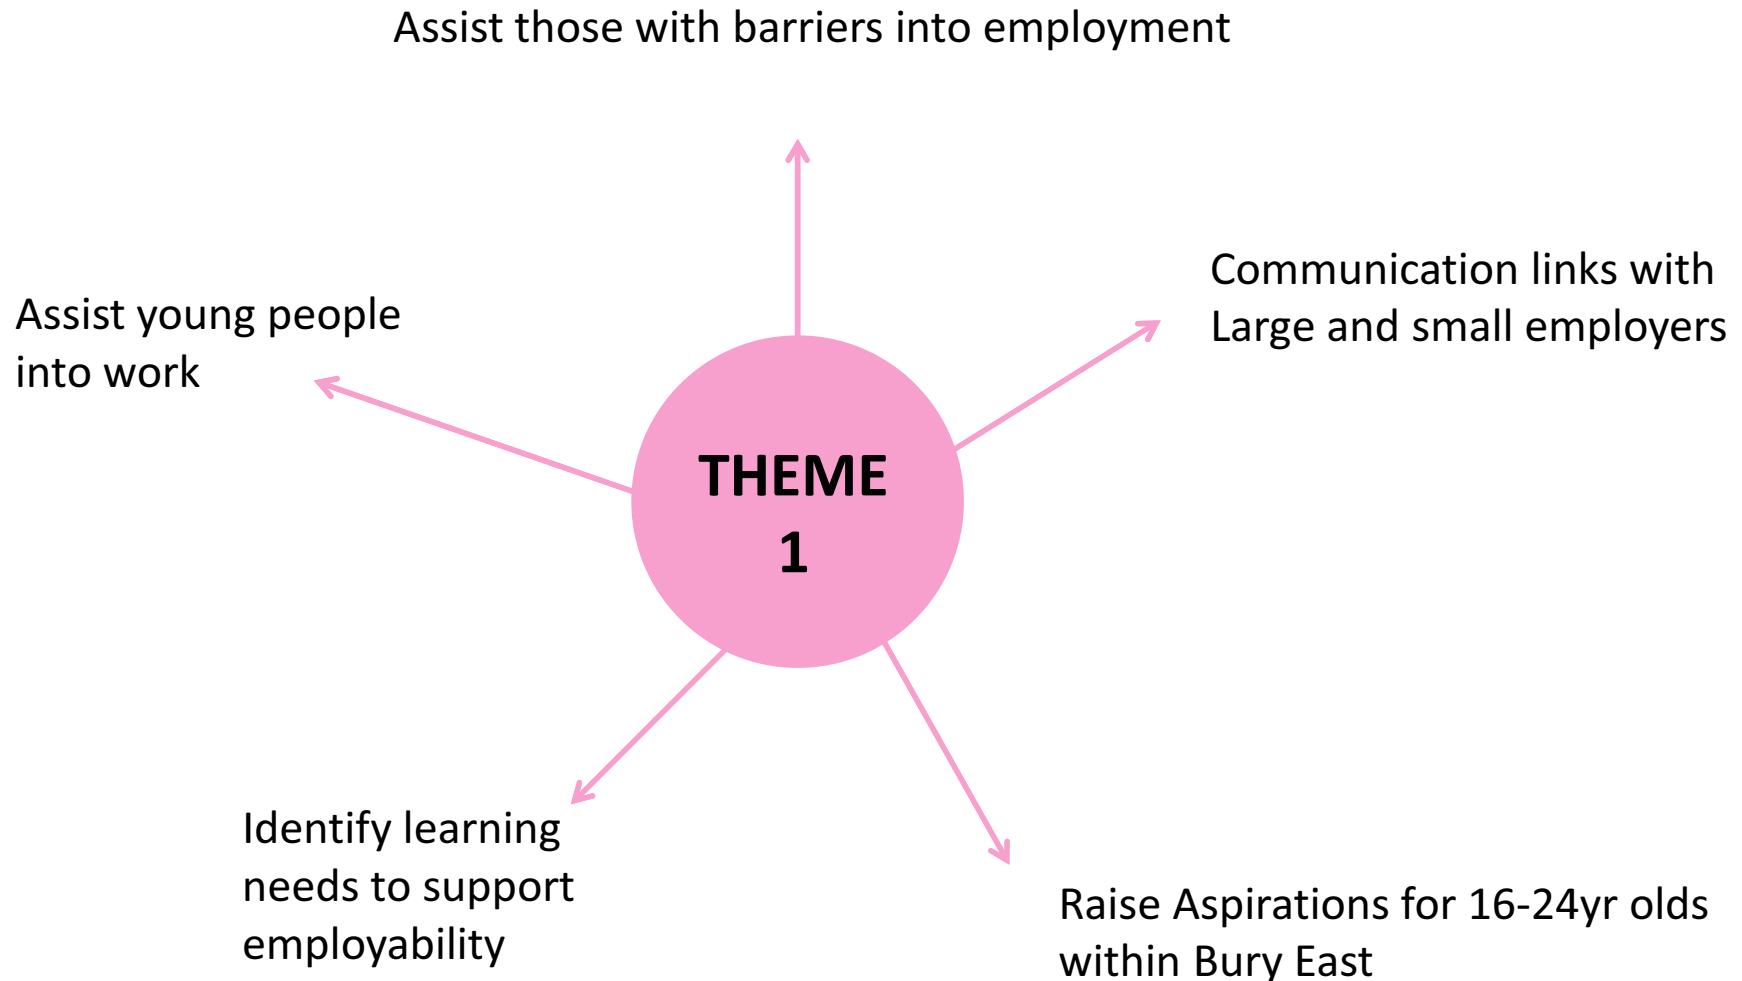 Assist those with barriers into employment
Communication links with
Large and small employers
Assist young people
into work
THEME
1
Identify learning
needs to support
employability
Raise Aspirations for 16-24yr olds
within Bury East